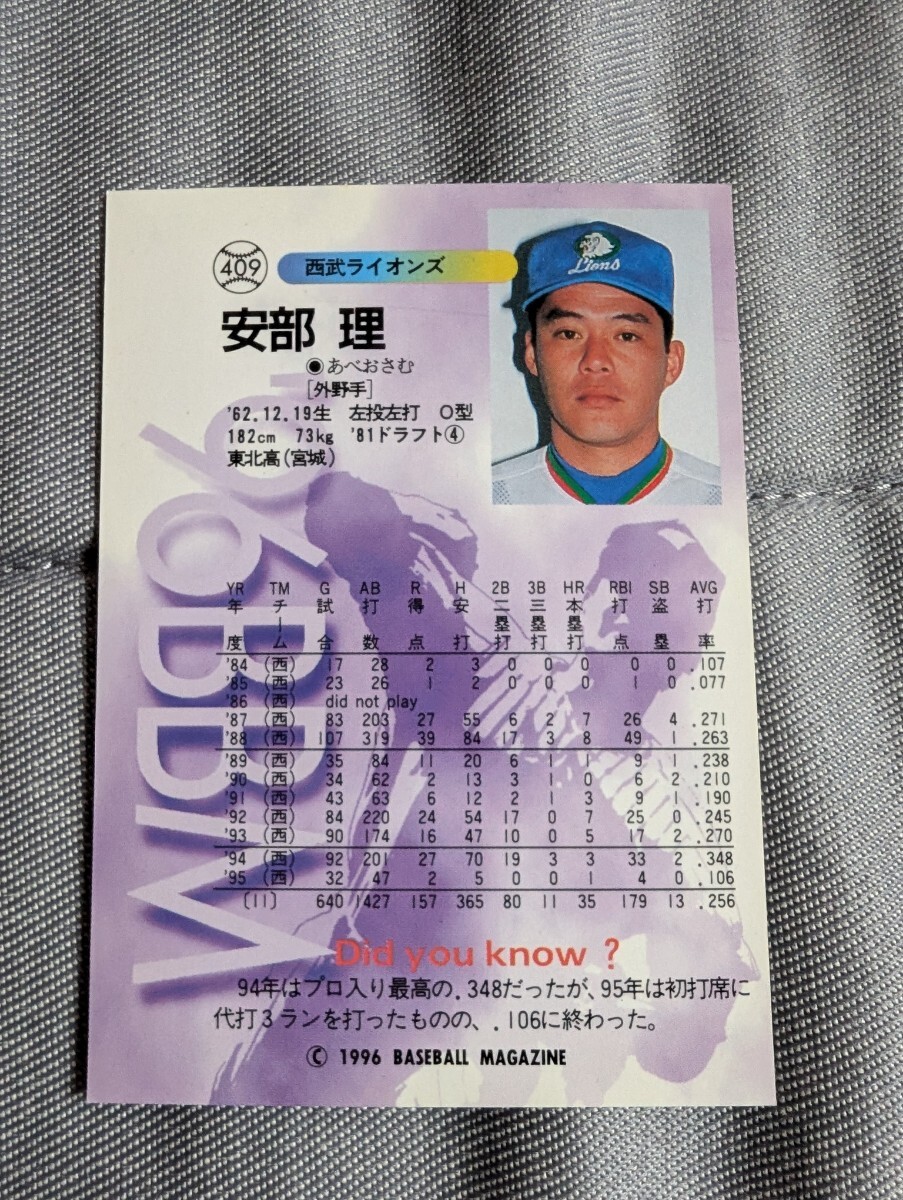 409
西武ライオンズ
Lions
安部 理
◉あべおさむ
[外野手]
'62.12.19生 左投左打 O型
182cm 73kg '81ドラフト④
東北高(宮城)
'96BBM
YR TM G AB R H 2B 3B HR RBI SB AVG
年度 チーム 試合 打数 得点 安打 二塁打 三塁打 本塁打 打点 盗塁 打率
'84 (西) 17 28 2 3 0 0 0 0 0 .107
'85 (西) 23 26 1 2 0 0 0 1 0 .077
'86 (西) did not play
'87 (西) 83 203 27 55 6 2 7 26 4 .271
'88 (西) 107 319 39 84 17 3 8 49 1 .263
'89 (西) 35 84 11 20 6 1 1 9 1 .238
'90 (西) 34 62 2 13 3 1 0 6 2 .210
'91 (西) 43 63 6 12 2 1 3 9 1 .190
'92 (西) 84 220 24 54 17 0 7 25 0 .245
'93 (西) 90 174 16 47 10 0 5 17 2 .270
'94 (西) 92 201 27 70 19 3 3 33 2 .348
'95 (西) 32 47 2 5 0 0 1 4 0 .106
〔11〕 640 1427 157 365 80 11 35 179 13 .256
Did you know ?
94年はプロ入り最高の.348だったが、95年は初打席に
代打3ランを打ったものの、.106に終わった。
© 1996 BASEBALL MAGAZINE